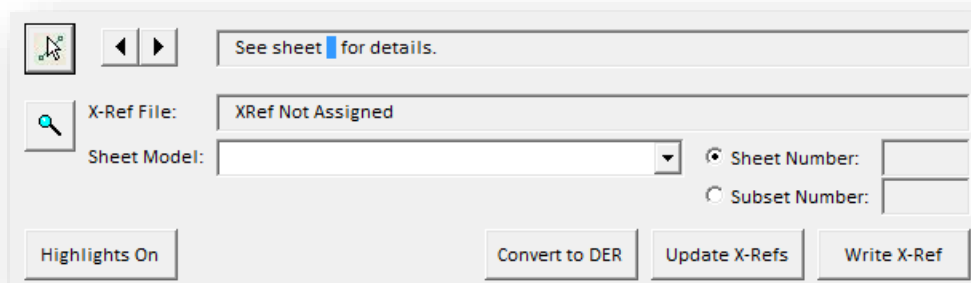 See sheet for details.
X-Ref File: XRef Not Assigned
Sheet Model: Sheet Number:
Subset Number:
Highlights On Convert to DER Update X-Refs Write X-Ref